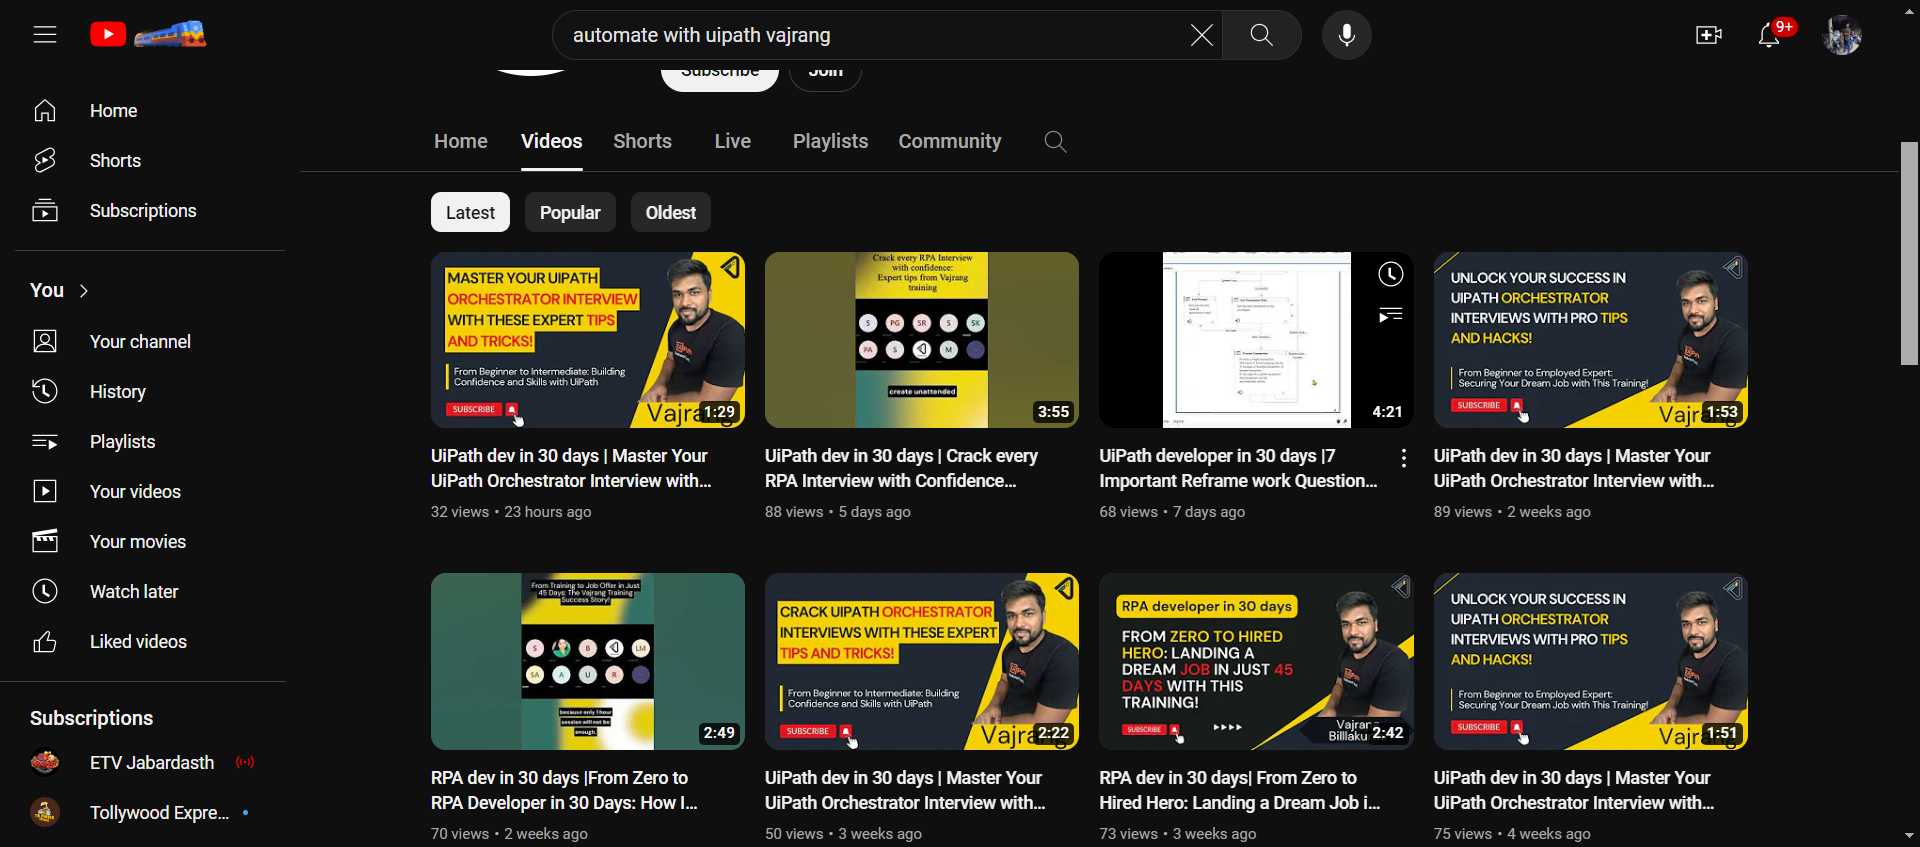 automate with uipath vajrang
9+
Subscribe
Join
Home
Shorts
Subscriptions
You
Your channel
History
Playlists
Your videos
Your movies
Watch later
Liked videos
Subscriptions
ETV Jabardasth
Tollywood Expre...
Home Videos Shorts Live Playlists Community
Latest Popular Oldest
MASTER YOUR UIPATH
ORCHESTRATOR INTERVIEW
WITH THESE EXPERT TIPS
AND TRICKS!
From Beginner to Intermediate: Building
Confidence and Skills with UiPath
SUBSCRIBE
1:29
UiPath dev in 30 days | Master Your
UiPath Orchestrator Interview with...
32 views • 23 hours ago
Crack every RPA Interview
with confidence:
Expert tips from Vajrang
training
S PG SR S SK
PA S M
create unattended
3:55
UiPath dev in 30 days | Crack every
RPA Interview with Confidence...
88 views • 5 days ago
4:21
UiPath developer in 30 days |7
Important Reframe work Question...
68 views • 7 days ago
UNLOCK YOUR SUCCESS IN
UIPATH ORCHESTRATOR
INTERVIEWS WITH PRO TIPS
AND HACKS!
From Beginner to Employed Expert:
Securing Your Dream Job with This Training!
SUBSCRIBE
1:53
UiPath dev in 30 days | Master Your
UiPath Orchestrator Interview with...
89 views • 2 weeks ago
From Training to Job Offer in Just
45 Days: The Vajrang Training
Success Story!
S B LM
SA A U R
because only 1 hour
session will not be
enough.
2:49
RPA dev in 30 days |From Zero to
RPA Developer in 30 Days: How I...
70 views • 2 weeks ago
CRACK UIPATH ORCHESTRATOR
INTERVIEWS WITH THESE EXPERT
TIPS AND TRICKS!
From Beginner to Intermediate: Building
Confidence and Skills with UiPath
SUBSCRIBE
2:22
UiPath dev in 30 days | Master Your
UiPath Orchestrator Interview with...
50 views • 3 weeks ago
RPA developer in 30 days
FROM ZERO TO HIRED
HERO: LANDING A
DREAM JOB IN JUST 45
DAYS WITH THIS
TRAINING!
SUBSCRIBE
2:42
RPA dev in 30 days| From Zero to
Hired Hero: Landing a Dream Job i...
73 views • 3 weeks ago
UNLOCK YOUR SUCCESS IN
UIPATH ORCHESTRATOR
INTERVIEWS WITH PRO TIPS
AND HACKS!
From Beginner to Employed Expert:
Securing Your Dream Job with This Training!
SUBSCRIBE
1:51
UiPath dev in 30 days | Master Your
UiPath Orchestrator Interview with...
75 views • 4 weeks ago